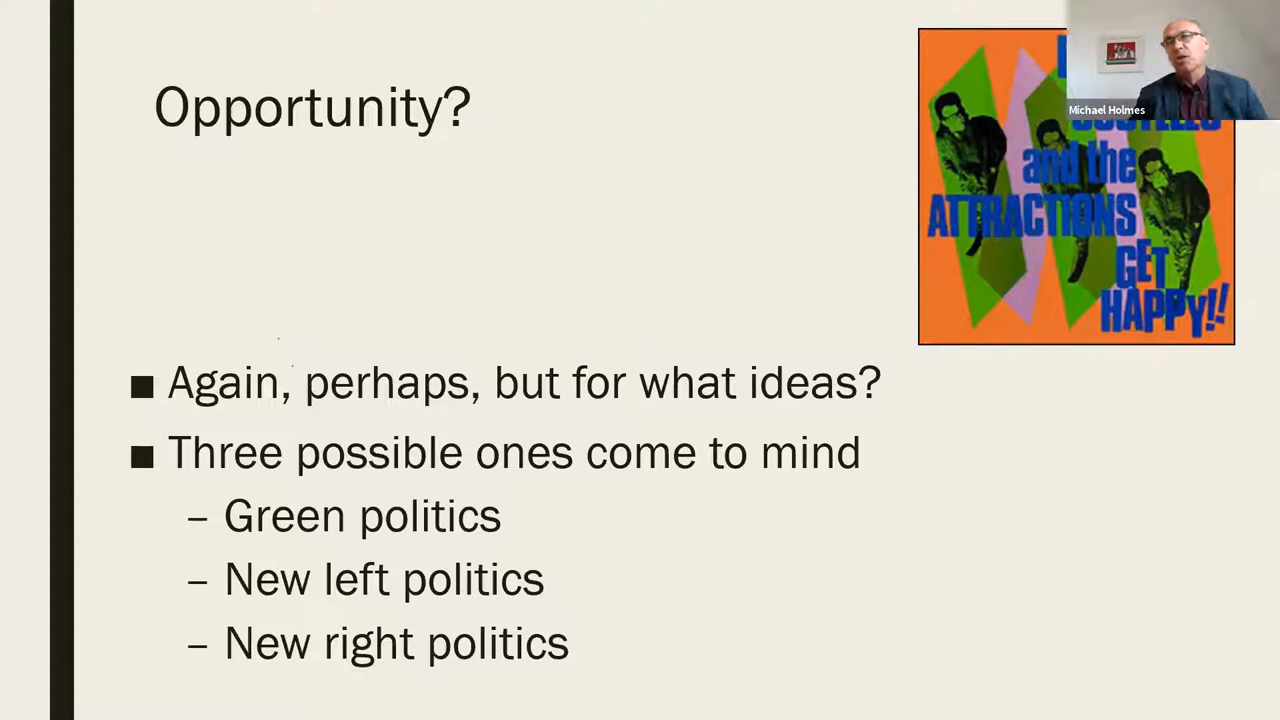 Opportunity?
Michael Holmes
and the
ATTRACTIONS
GET
HAPPY!!
■ Again, perhaps, but for what ideas?
■ Three possible ones come to mind
– Green politics
– New left politics
– New right politics